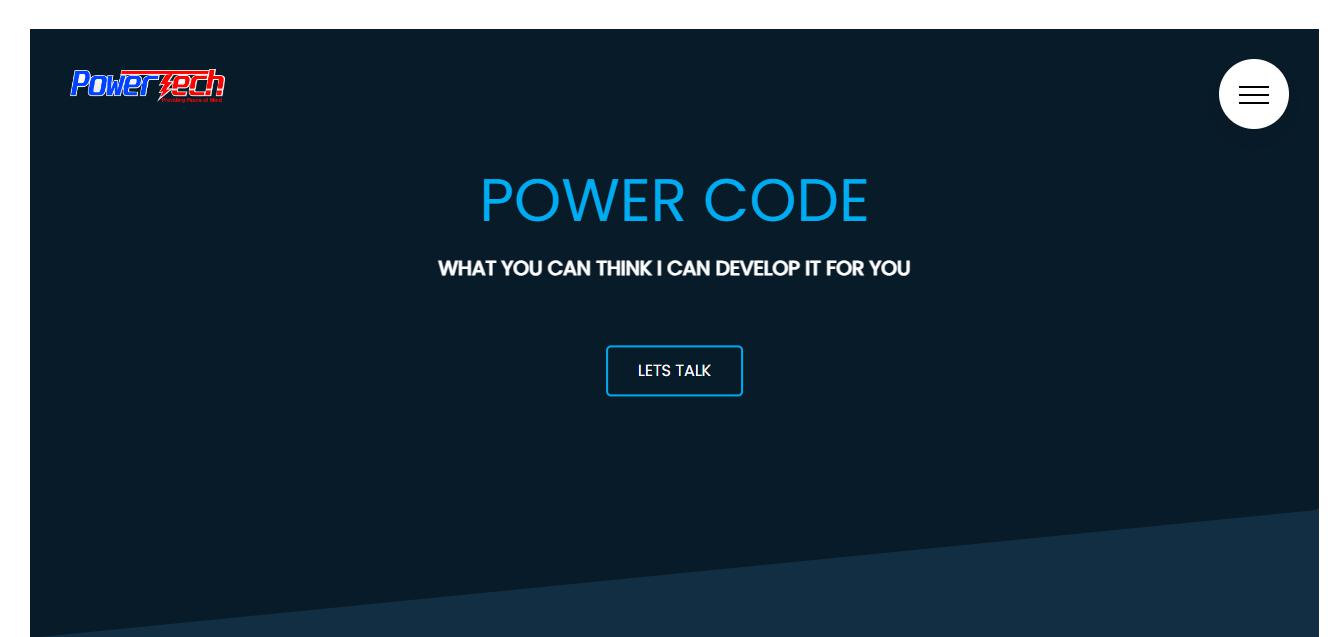 PowerTech
Providing Peace of Mind
POWER CODE
WHAT YOU CAN THINK I CAN DEVELOP IT FOR YOU
LETS TALK